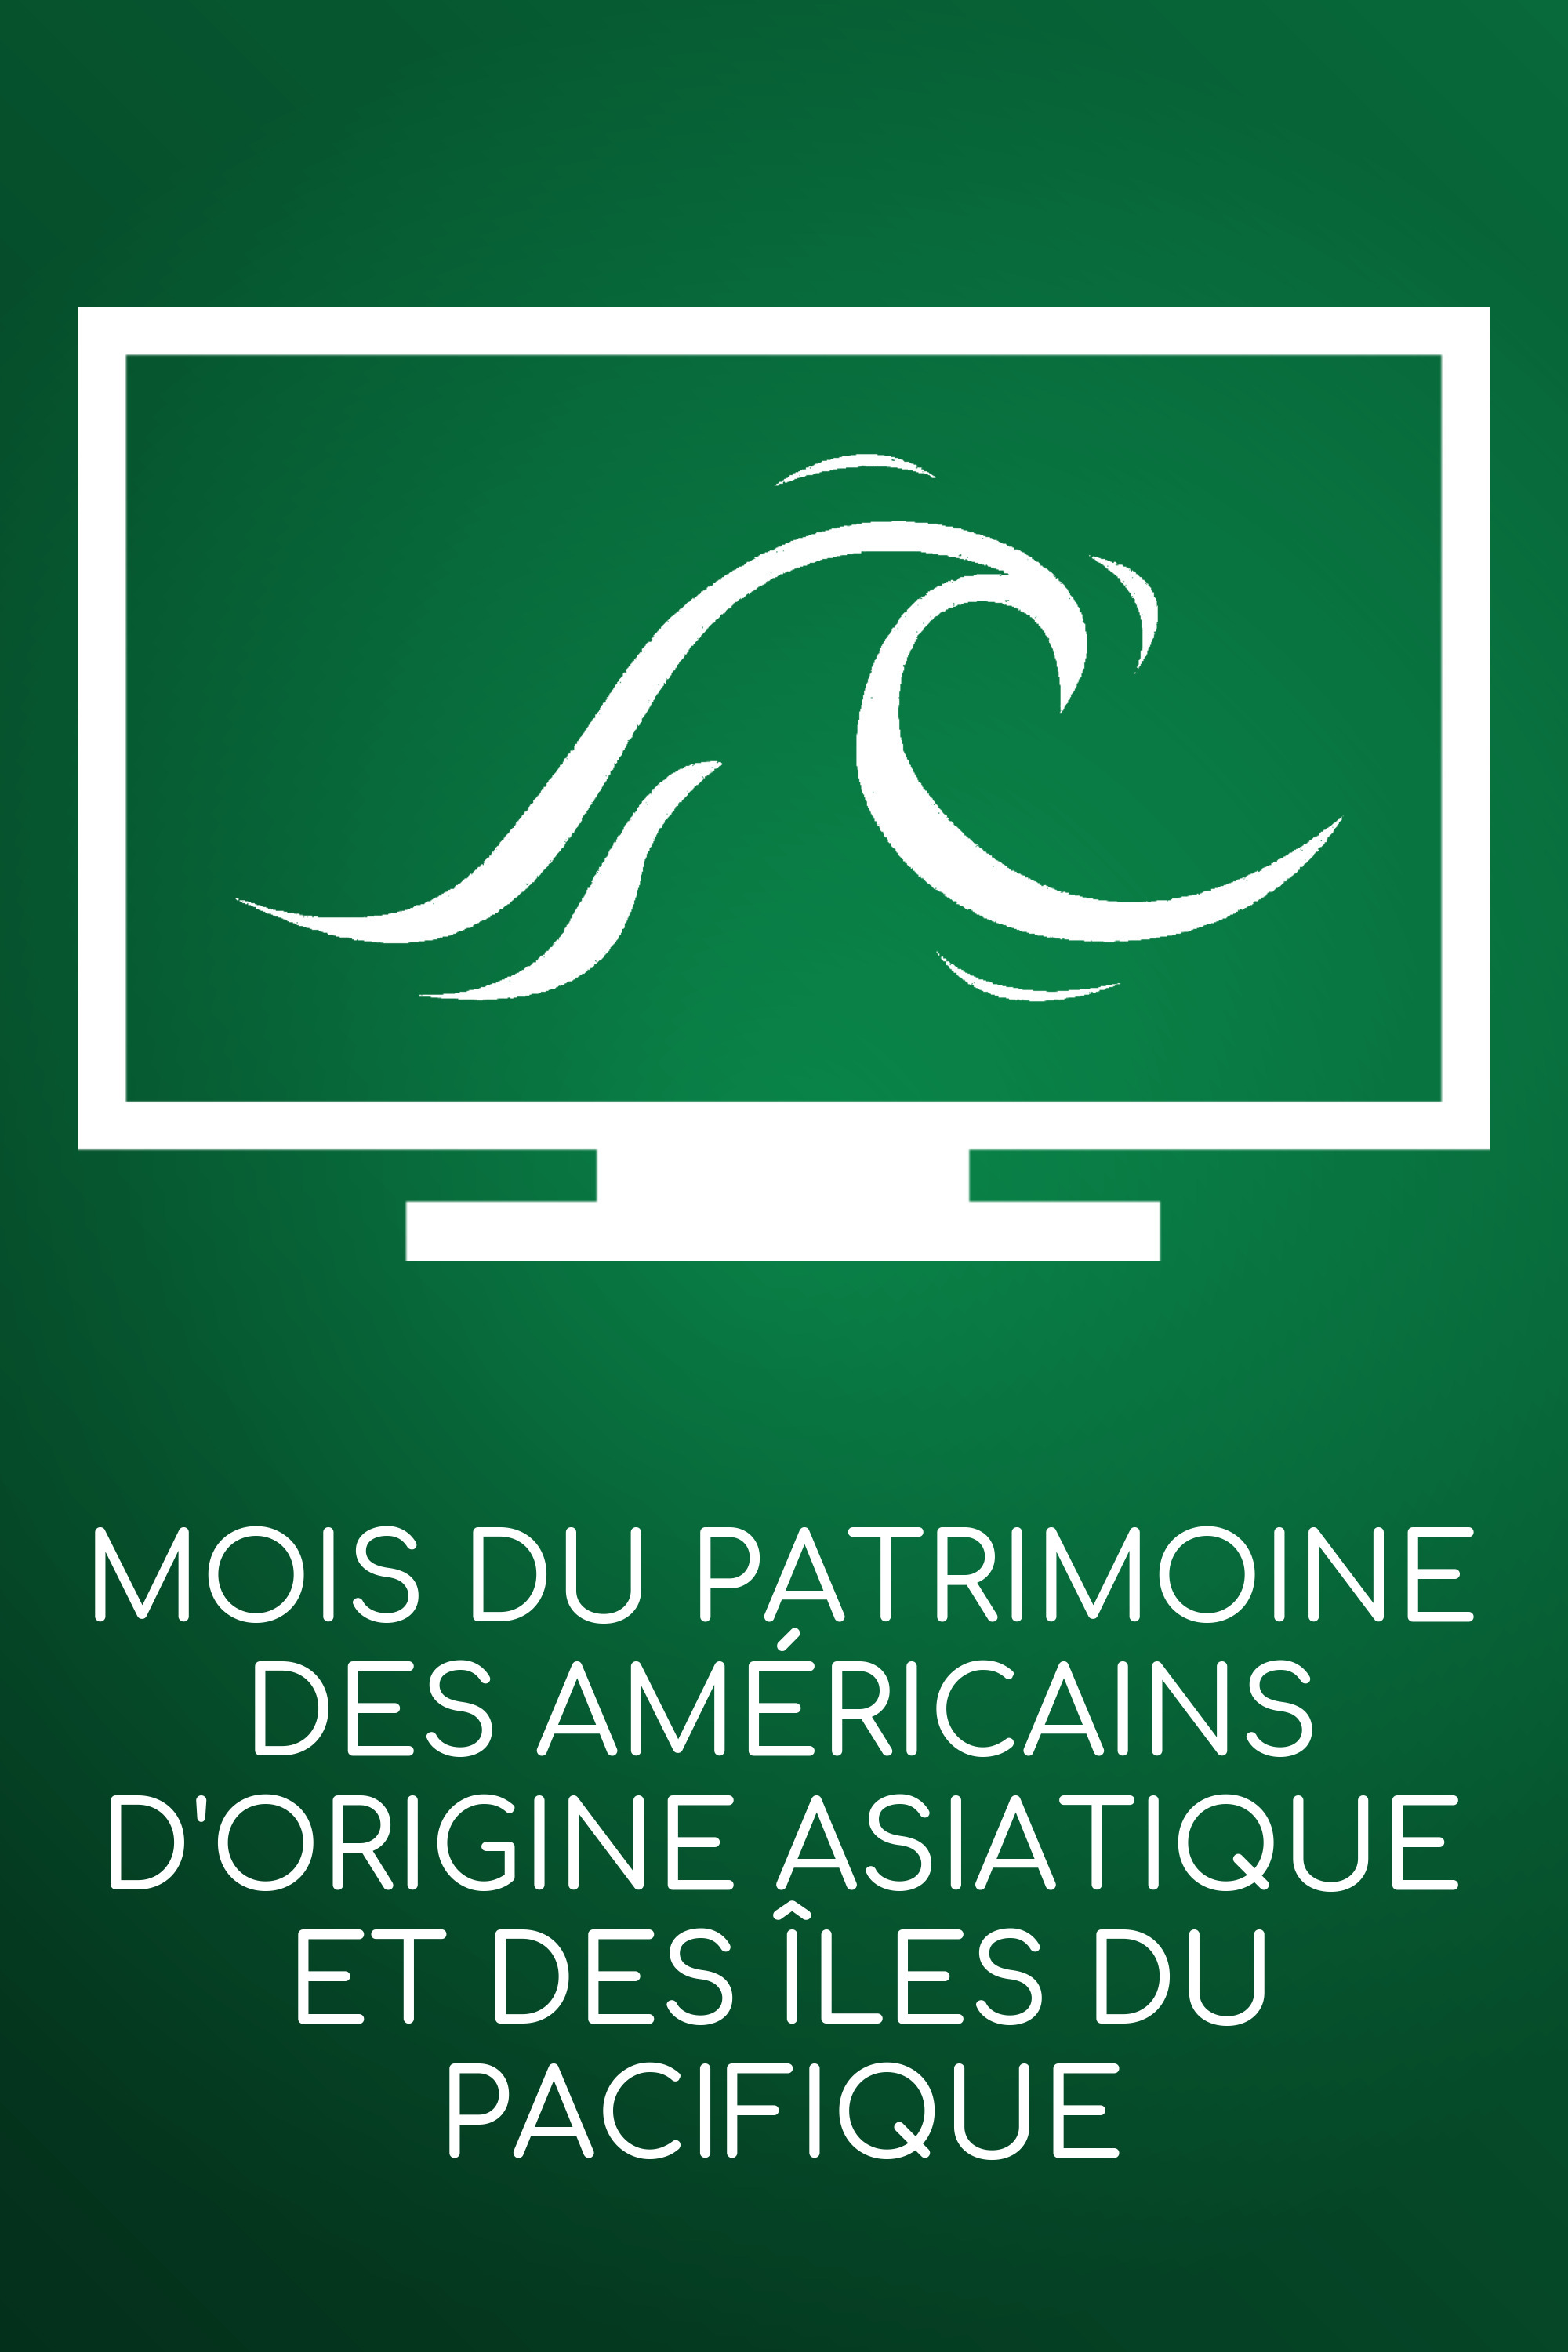 MOIS DU PATRIMOINE
DES AMÉRICAINS
D'ORIGINE ASIATIQUE
ET DES ÎLES DU
PACIFIQUE